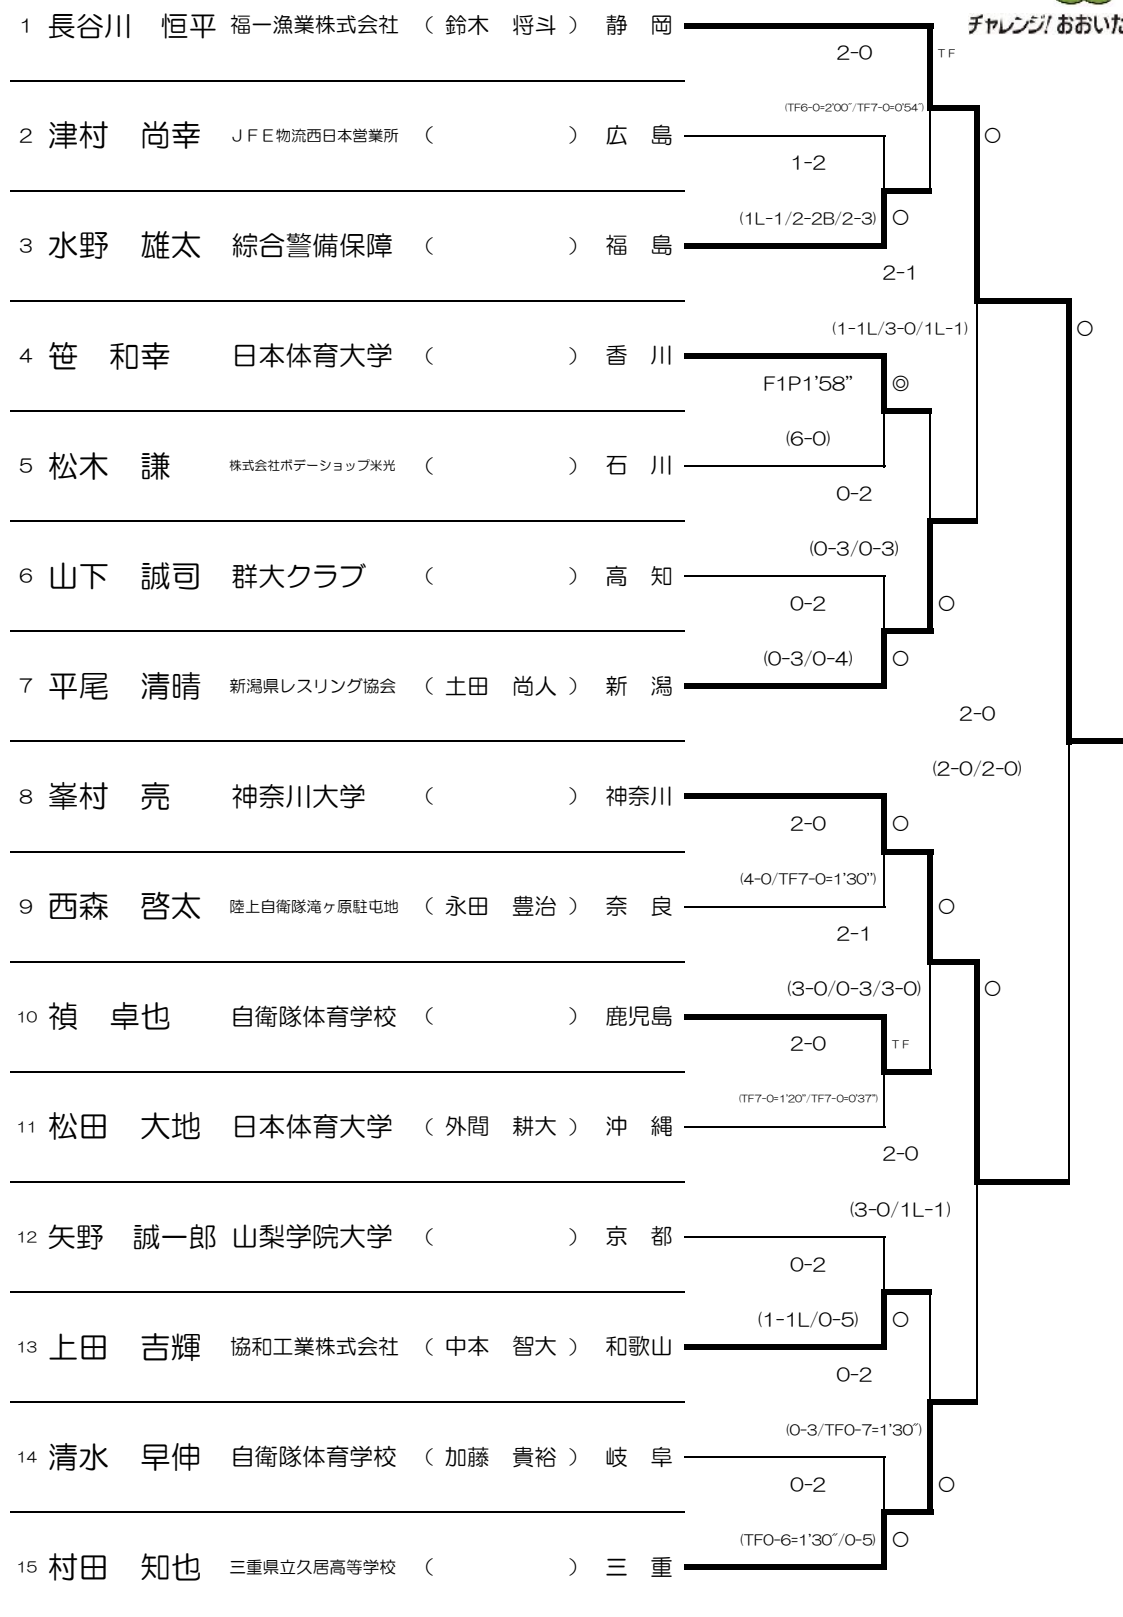 チャレンジ!おおいた
1 長谷川 恒平 福一漁業株式会社 ( 鈴木 将斗 ) 静 岡
2-0 TF
(TF6-0=2'00"/TF7-0=0'54")
2 津村 尚幸 JFE物流西日本営業所 ( ) 広 島 ○
1-2
(1L-1/2-2B/2-3) ○
3 水野 雄太 綜合警備保障 ( ) 福 島
2-1
(1-1L/3-0/1L-1) ○
4 笹 和幸 日本体育大学 ( ) 香 川
F1P1'58" ◎
(6-0)
5 松木 謙 株式会社ボデーショップ米光 ( ) 石 川
0-2
(0-3/0-3)
6 山下 誠司 群大クラブ ( ) 高 知
0-2 ○
(0-3/0-4) ○
7 平尾 清晴 新潟県レスリング協会 ( 土田 尚人 ) 新 潟
2-0
(2-0/2-0)
8 峯村 亮 神奈川大学 ( ) 神奈川
2-0 ○
(4-0/TF7-0=1'30")
9 西森 啓太 陸上自衛隊滝ヶ原駐屯地 ( 永田 豊治 ) 奈 良 ○
2-1
(3-0/0-3/3-0) ○
10 禎 卓也 自衛隊体育学校 ( ) 鹿児島
2-0 TF
(TF7-0=1'20"/TF7-0=0'37")
11 松田 大地 日本体育大学 ( 外間 耕大 ) 沖 縄
2-0
(3-0/1L-1)
12 矢野 誠一郎 山梨学院大学 ( ) 京 都
0-2
(1-1L/0-5) ○
13 上田 吉輝 協和工業株式会社 ( 中本 智大 ) 和歌山
0-2
(0-3/TF0-7=1'30")
14 清水 早伸 自衛隊体育学校 ( 加藤 貴裕 ) 岐 阜
0-2 ○
(TF0-6=1'30"/0-5) ○
15 村田 知也 三重県立久居高等学校 ( ) 三 重